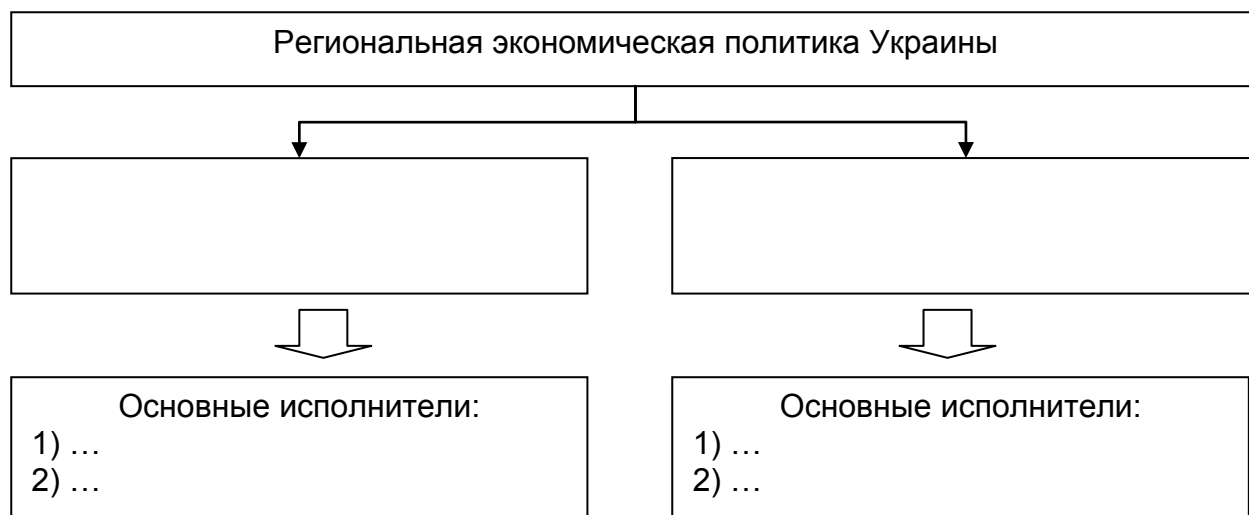 Региональная экономическая политика Украины
Основные исполнители:
1) …
2) …
Основные исполнители:
1) …
2) …